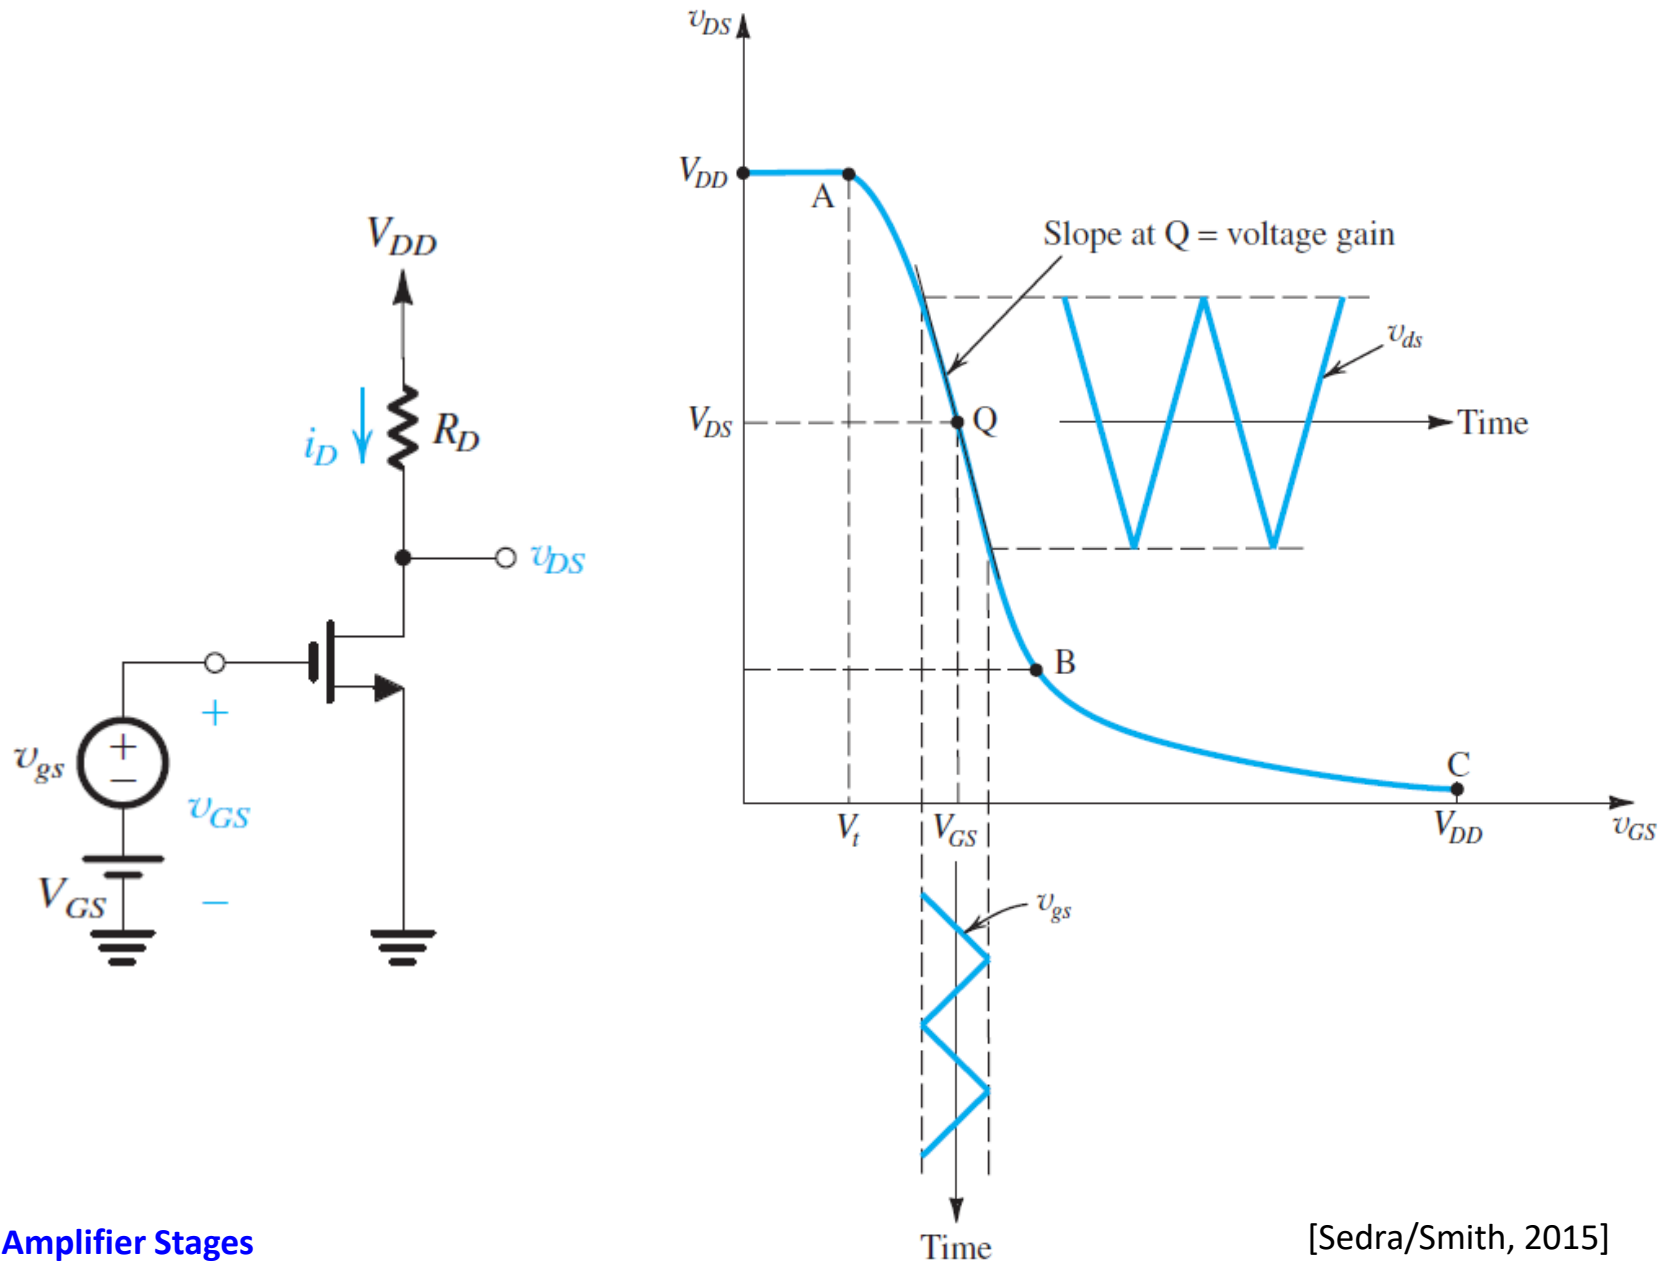 V_DD
i_D
R_D
v_DS
+
v_gs
+
−
v_GS
V_GS
−
v_DS
V_DD
A
Slope at Q = voltage gain
v_ds
V_DS
Q
Time
B
C
V_t
V_GS
V_DD
v_GS
v_gs
Time
Amplifier Stages
[Sedra/Smith, 2015]